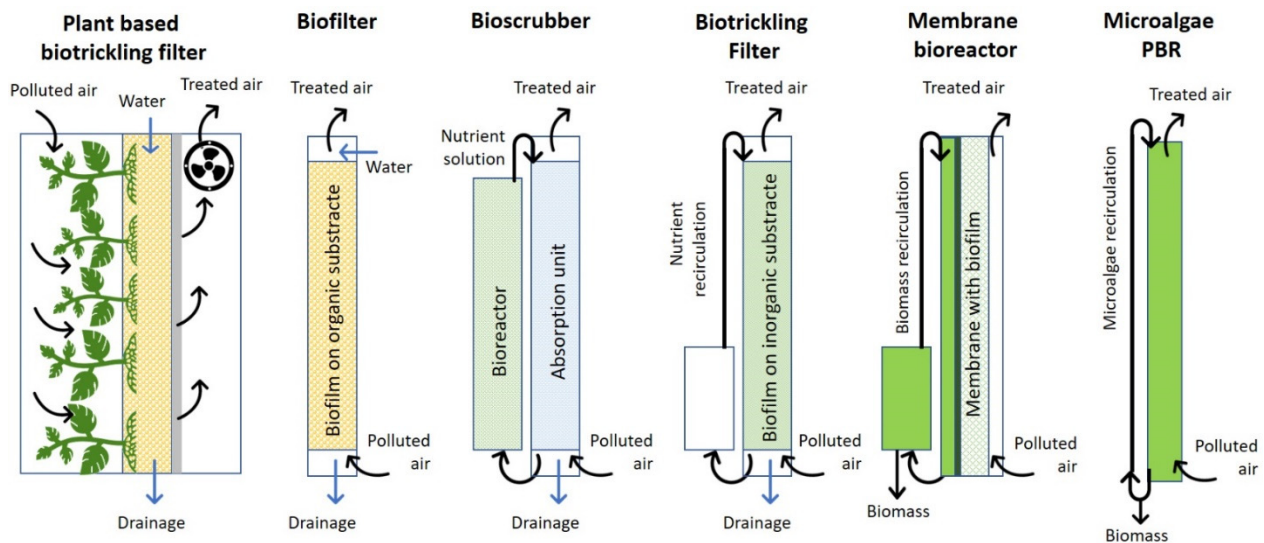 Plant based
biotrickling filter
Polluted air
Water
Treated air
Drainage
Biofilter
Treated air
Water
Biofilm on organic substracte
Polluted
air
Drainage
Bioscrubber
Treated air
Nutrient
solution
Bioreactor
Absorption unit
Polluted
air
Drainage
Biotrickling
Filter
Treated air
Nutrient
recirculation
Biofilm on inorganic substracte
Polluted
air
Drainage
Membrane
bioreactor
Treated air
Biomass recirculation
Membrane with biofilm
Polluted
air
Biomass
Microalgae
PBR
Treated air
Microalgae recirculation
Polluted
air
Biomass